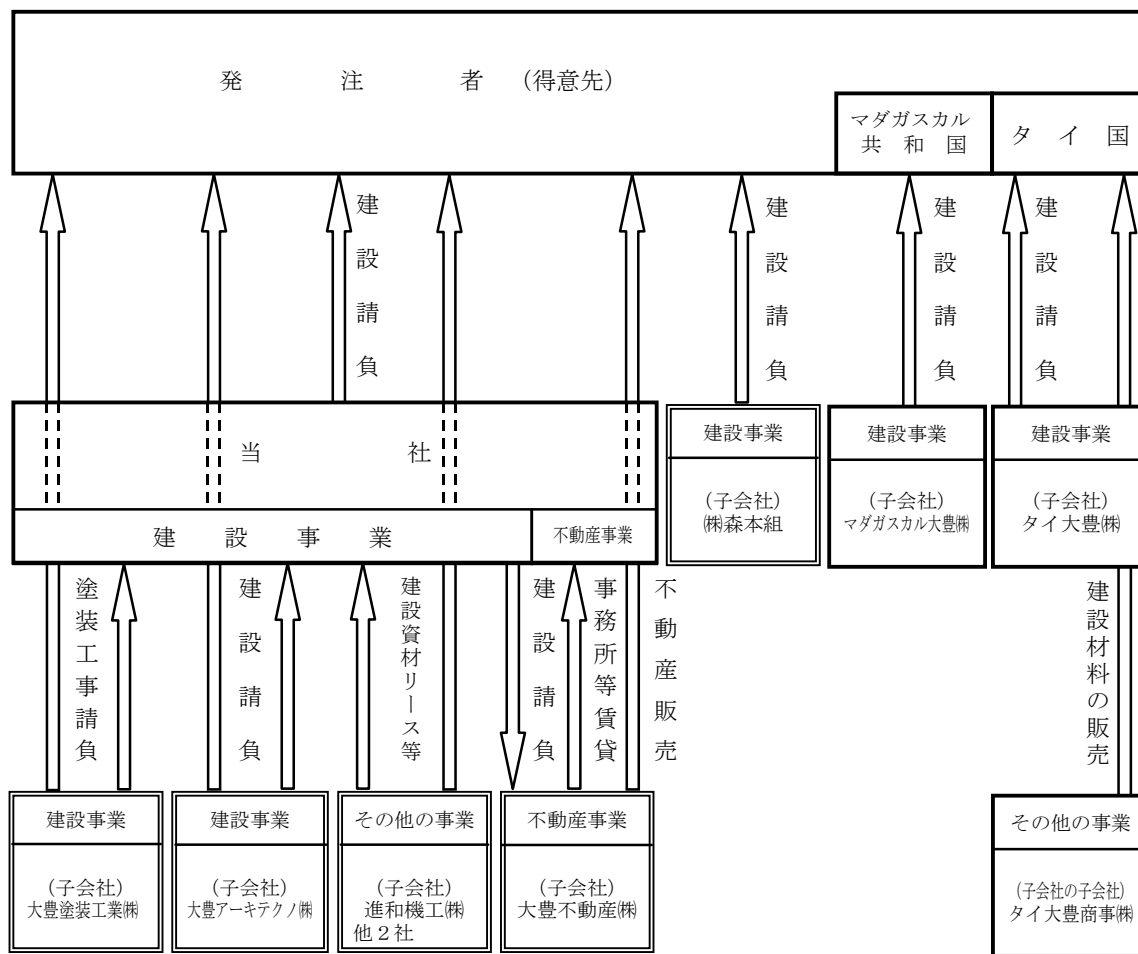 発注者（得意先）
マダガスカル
共和国
タイ国
建設請負
建設請負
建設請負
建設請負
当社
建設事業
不動産事業
建設事業
（子会社）
㈱森本組
建設事業
（子会社）
マダガスカル大豊㈱
建設事業
（子会社）
タイ大豊㈱
塗装工事請負
建設請負
建設資材リース等
建設請負
事務所等賃貸
不動産販売
建設材料の販売
建設事業
（子会社）
大豊塗装工業㈱
建設事業
（子会社）
大豊アーキテクノ㈱
その他の事業
（子会社）
進和機工㈱
他２社
不動産事業
（子会社）
大豊不動産㈱
その他の事業
（子会社の子会社）
タイ大豊商事㈱